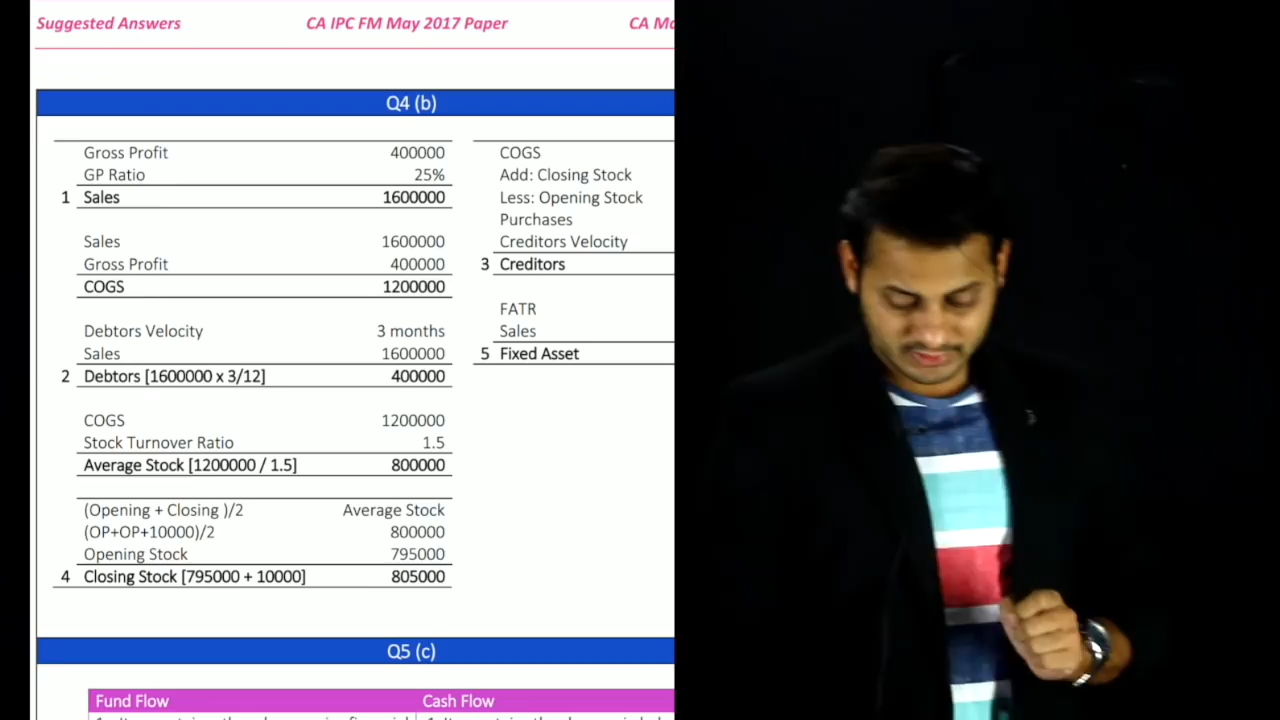 Suggested Answers CA IPC FM May 2017 Paper CA
Q4 (b)
Gross Profit 400000
GP Ratio 25%
1 Sales 1600000
Sales 1600000
Gross Profit 400000
COGS 1200000
Debtors Velocity 3 months
Sales 1600000
2 Debtors [1600000 x 3/12] 400000
COGS 1200000
Stock Turnover Ratio 1.5
Average Stock [1200000 / 1.5] 800000
(Opening + Closing )/2 Average Stock
(OP+OP+10000)/2 800000
Opening Stock 795000
4 Closing Stock [795000 + 10000] 805000
COGS
Add: Closing Stock
Less: Opening Stock
Purchases
Creditors Velocity
3 Creditors
FATR
Sales
5 Fixed Asset
Q5 (c)
Fund Flow Cash Flow